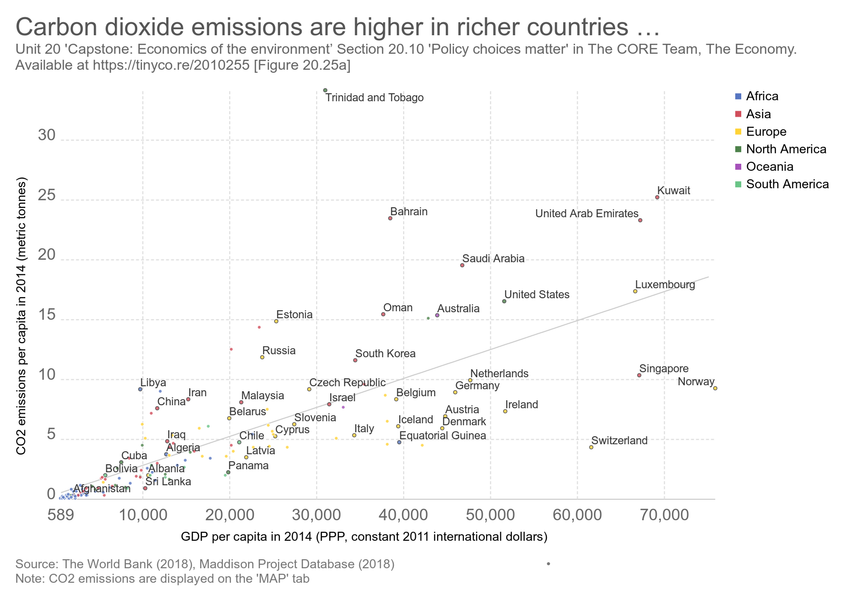 Carbon dioxide emissions are higher in richer countries …
Unit 20 'Capstone: Economics of the environment’ Section 20.10 'Policy choices matter' in The CORE Team, The Economy.
Available at https://tinyco.re/2010255 [Figure 20.25a]
Africa
Asia
Europe
North America
Oceania
South America
CO2 emissions per capita in 2014 (metric tonnes)
30
25
20
15
10
5
0
Trinidad and Tobago
Kuwait
Bahrain
United Arab Emirates
Saudi Arabia
Luxembourg
United States
Oman
Australia
Estonia
Russia
South Korea
Singapore
Netherlands
Norway
Libya
Czech Republic
Germany
Iran
Malaysia
Israel
Belgium
China
Belarus
Slovenia
Austria
Ireland
Iceland
Denmark
Iraq
Chile
Cyprus
Italy
Equatorial Guinea
Switzerland
Algeria
Latvia
Cuba
Bolivia
Albania
Panama
Afghanistan
Sri Lanka
589
10,000
20,000
30,000
40,000
50,000
60,000
70,000
GDP per capita in 2014 (PPP, constant 2011 international dollars)
Source: The World Bank (2018), Maddison Project Database (2018)
Note: CO2 emissions are displayed on the 'MAP' tab